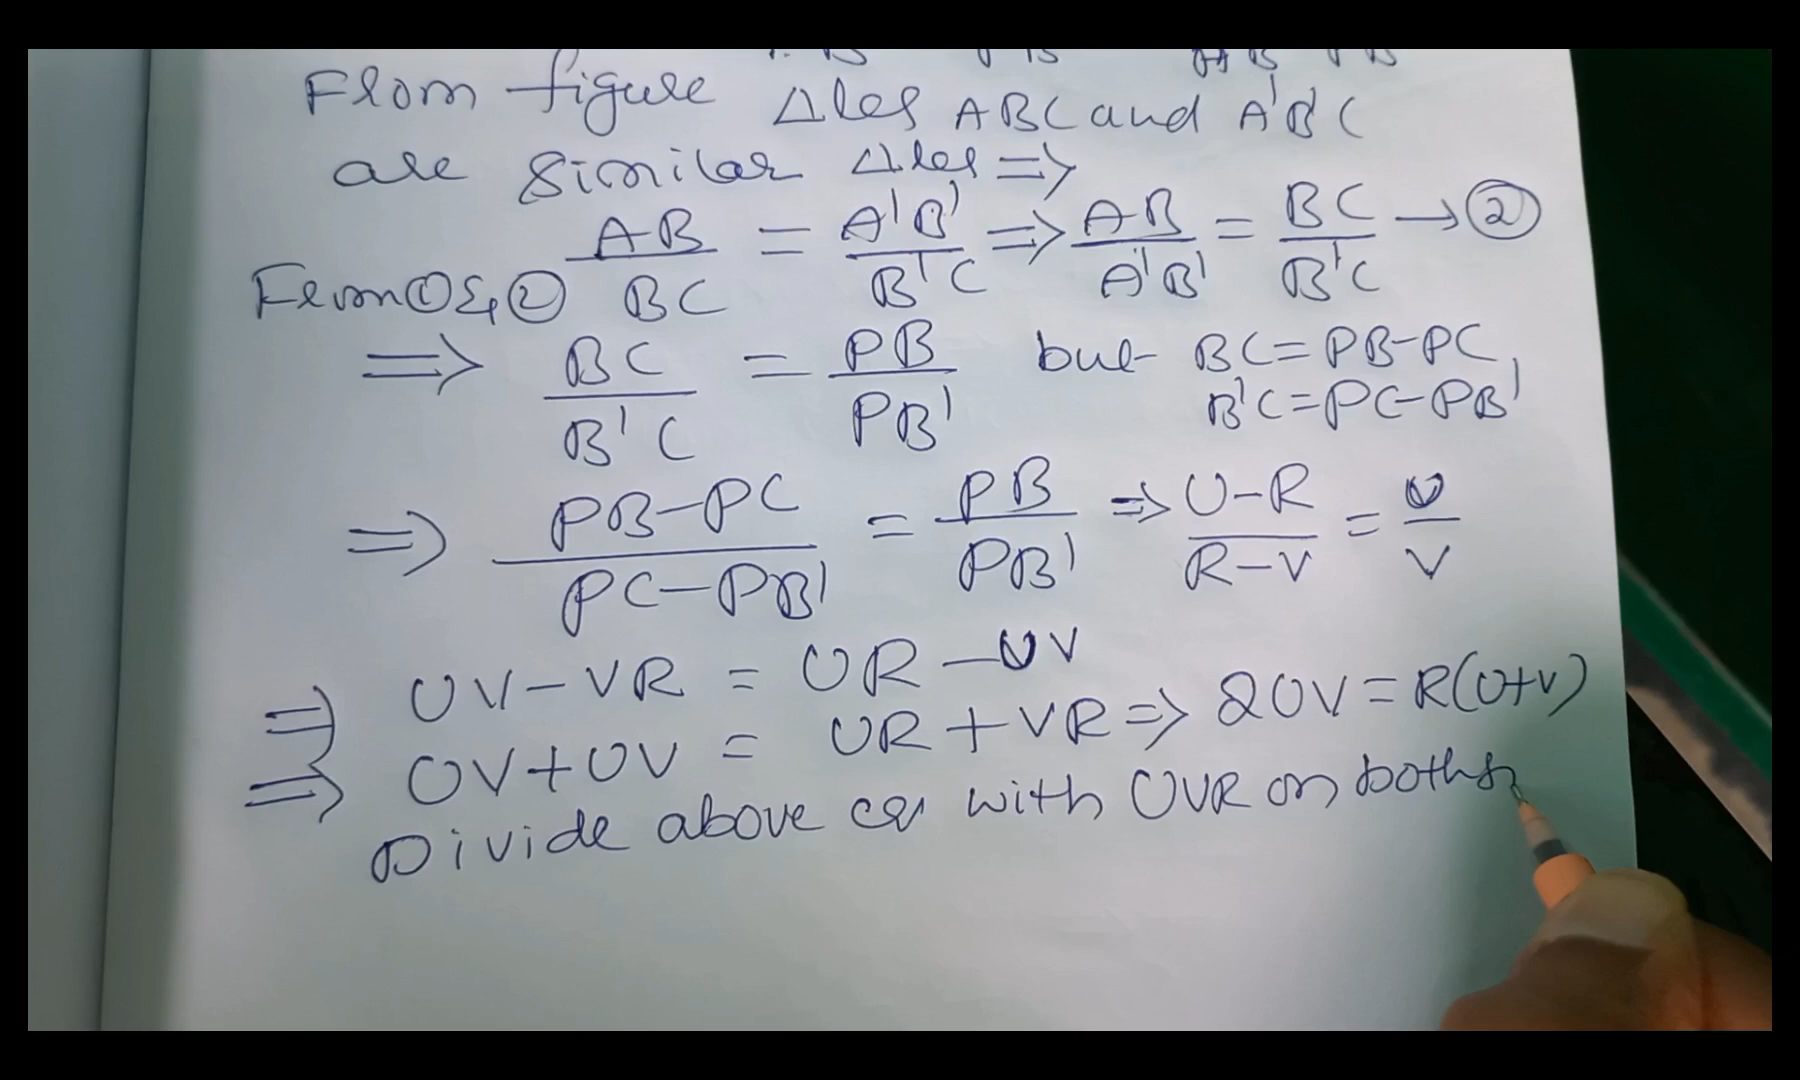 From figure Δles ABC and A'B'C
are similar Δles ⇒
AB/BC = A'B'/B'C ⇒ AB/A'B' = BC/B'C → ②
From ① & ②
⇒ BC/B'C = PB/PB' but BC = PB-PC,
B'C = PC-PB'
⇒ PB-PC/PC-PB' = PB/PB' ⇒ U-R/R-V = U/V
⇒ UV-VR = UR-UV
⇒ UV+UV = UR+VR ⇒ 2UV = R(U+V)
Divide above eq with UVR on both s